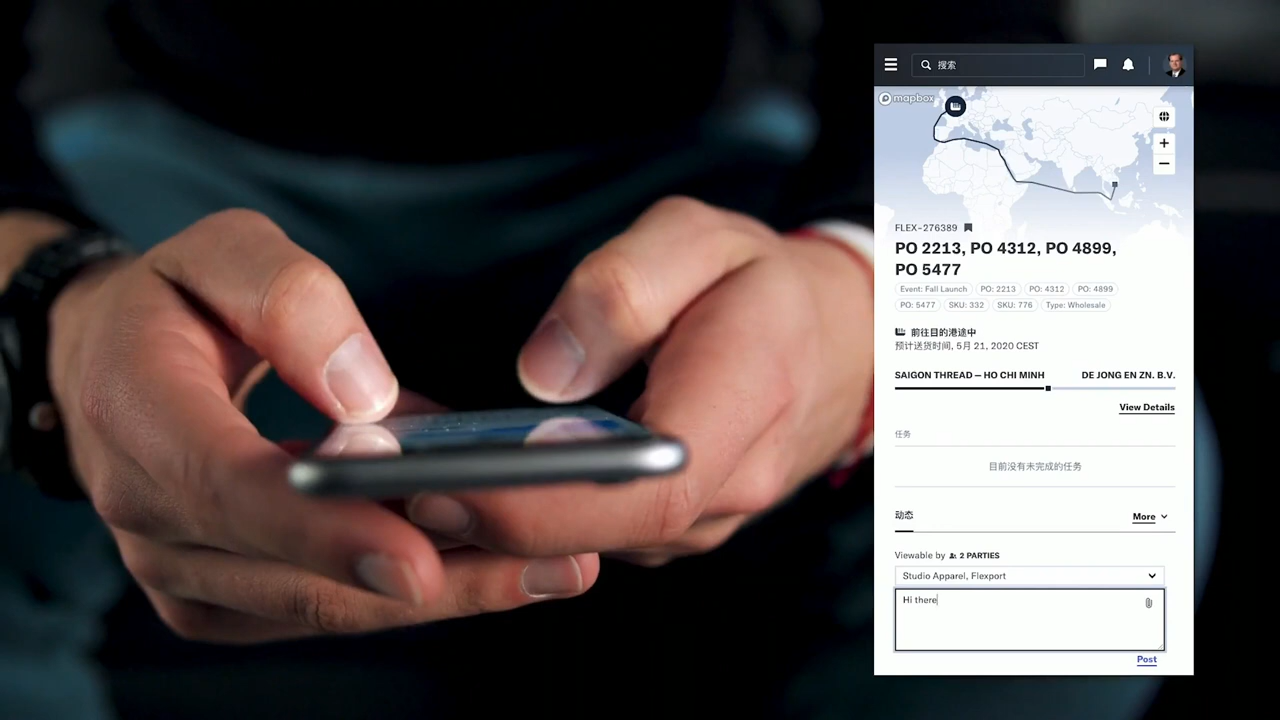 搜索
mapbox
FLEX-276389
PO 2213, PO 4312, PO 4899,
PO 5477
Event: Fall Launch PO: 2213 PO: 4312 PO: 4899
PO: 5477 SKU: 332 SKU: 776 Type: Wholesale
前往目的港途中
预计送货时间, 5月 21, 2020 CEST
SAIGON THREAD – HO CHI MINH DE JONG EN ZN. B.V.
View Details
任务
目前没有未完成的任务
动态 More
Viewable by 2 PARTIES
Studio Apparel, Flexport
Hi there
Post